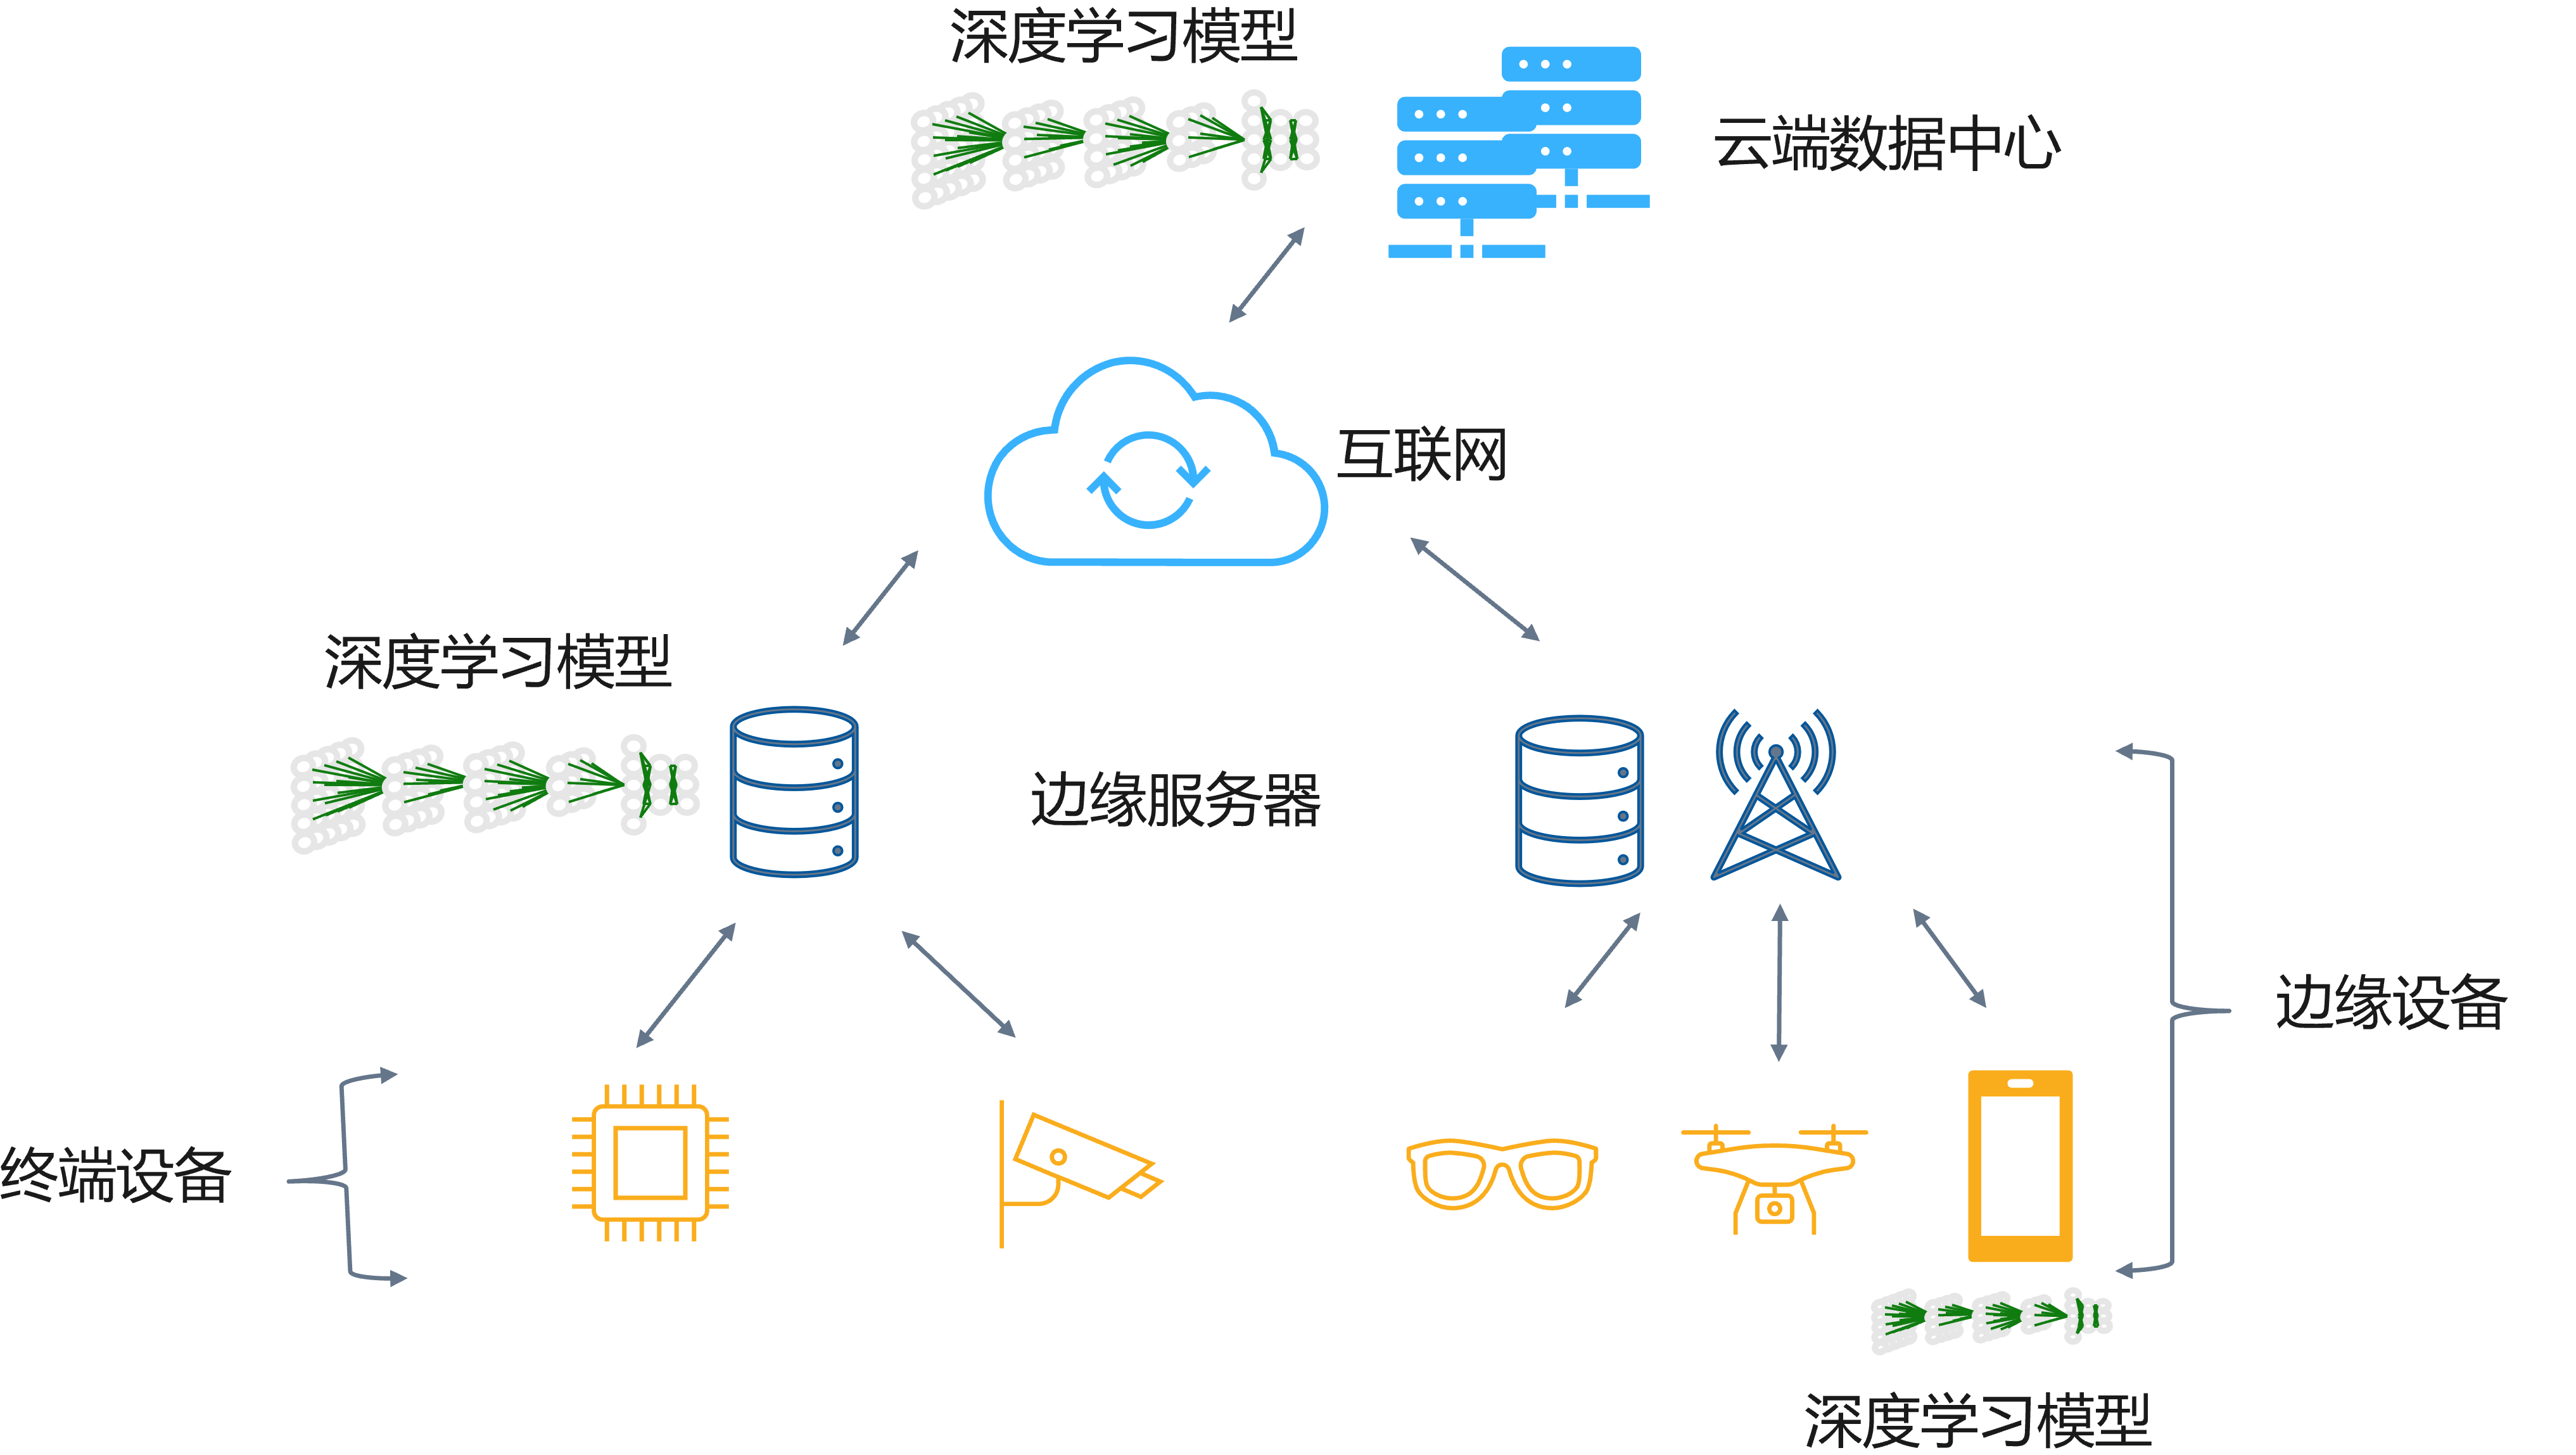 深度学习模型
云端数据中心
互联网
深度学习模型
边缘服务器
边缘设备
终端设备
深度学习模型